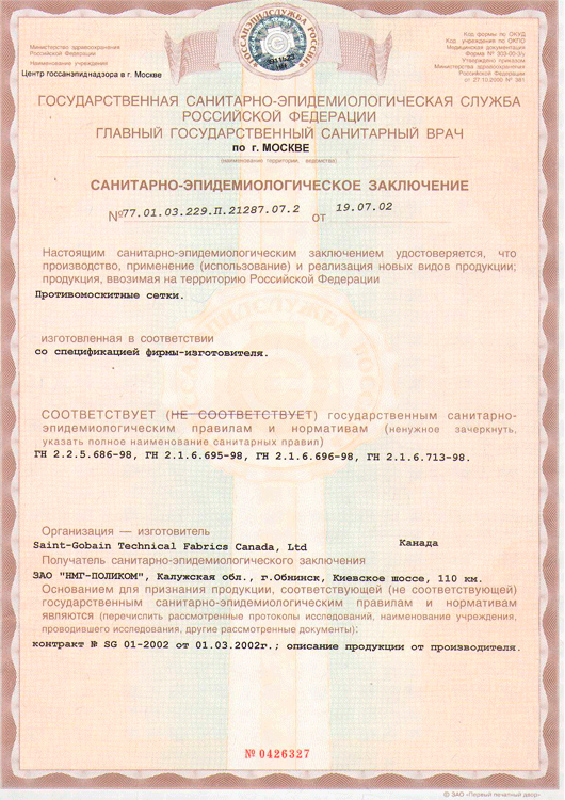 ГОССАНЭПИДСЛУЖБА РОССИИ
Министерство здравоохранения
Российской Федерации
Наименование учреждения
Центр госсанэпиднадзора в г. Москве
Код формы по ОКУД
Код учреждения по ОКПО
Медицинская документация
Форма № 303-00-3/у
Утверждено приказом
Министерства здравоохранения
Российской Федерации
от 27.10.2000 № 381
ГОСУДАРСТВЕННАЯ САНИТАРНО-ЭПИДЕМИОЛОГИЧЕСКАЯ СЛУЖБА
РОССИЙСКОЙ ФЕДЕРАЦИИ
ГЛАВНЫЙ ГОСУДАРСТВЕННЫЙ САНИТАРНЫЙ ВРАЧ
по г. МОСКВЕ
(наименование территории, ведомства)
САНИТАРНО-ЭПИДЕМИОЛОГИЧЕСКОЕ ЗАКЛЮЧЕНИЕ
№77.01.03.229.П.21287.07.2 от 19.07.02
Настоящим санитарно-эпидемиологическим заключением удостоверяется, что
производство, применение (использование) и реализация новых видов продукции;
продукция, ввозимая на территорию Российской Федерации
Противомоскитные сетки.
изготовленная в соответствии
со спецификацией фирмы-изготовителя.
СООТВЕТСТВУЕТ (НЕ СООТВЕТСТВУЕТ) государственным санитарно-
эпидемиологическим правилам и нормативам (ненужное зачеркнуть,
указать полное наименование санитарных правил)
ГН 2.2.5.686-98, ГН 2.1.6.695-98, ГН 2.1.6.696-98, ГН 2.1.6.713-98.
Организация — изготовитель
Saint-Gobain Technical Fabrics Canada, Ltd Канада
Получатель санитарно-эпидемиологического заключения
ЗАО "НМГ-ПОЛИКОМ", Калужская обл., г.Обнинск, Киевское шоссе, 110 км.
Основанием для признания продукции, соответствующей (не соответствующей)
государственным санитарно-эпидемиологическим правилам и нормативам
являются (перечислить рассмотренные протоколы исследований, наименование учреждения,
проводившего исследования, другие рассмотренные документы):
контракт № SG 01-2002 от 01.03.2002г.; описание продукции от производителя.
№ 0426327
© ЗАО «Первый печатный двор»